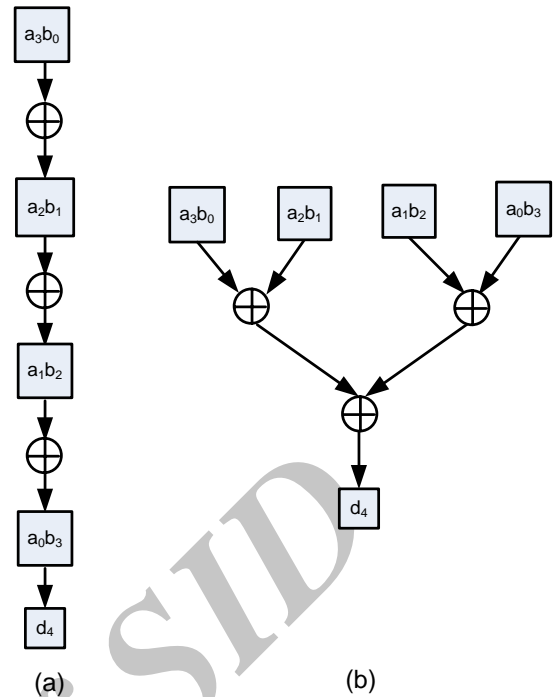 a₃b₀
a₂b₁
a₁b₂
a₀b₃
d₄
(a)
a₃b₀ a₂b₁ a₁b₂ a₀b₃
d₄
(b)
SID